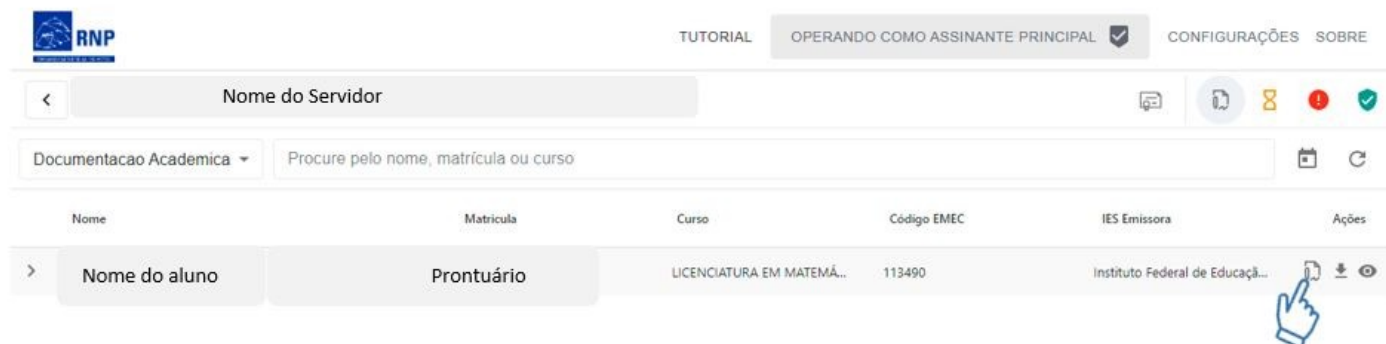 RNP
TUTORIAL OPERANDO COMO ASSINANTE PRINCIPAL CONFIGURAÇÕES SOBRE
Nome do Servidor
Documentacao Academica Procure pelo nome, matrícula ou curso
Nome Matricula Curso Código EMEC IES Emissora Ações
Nome do aluno Prontuário LICENCIATURA EM MATEMÁ... 113490 Instituto Federal de Educaçã...